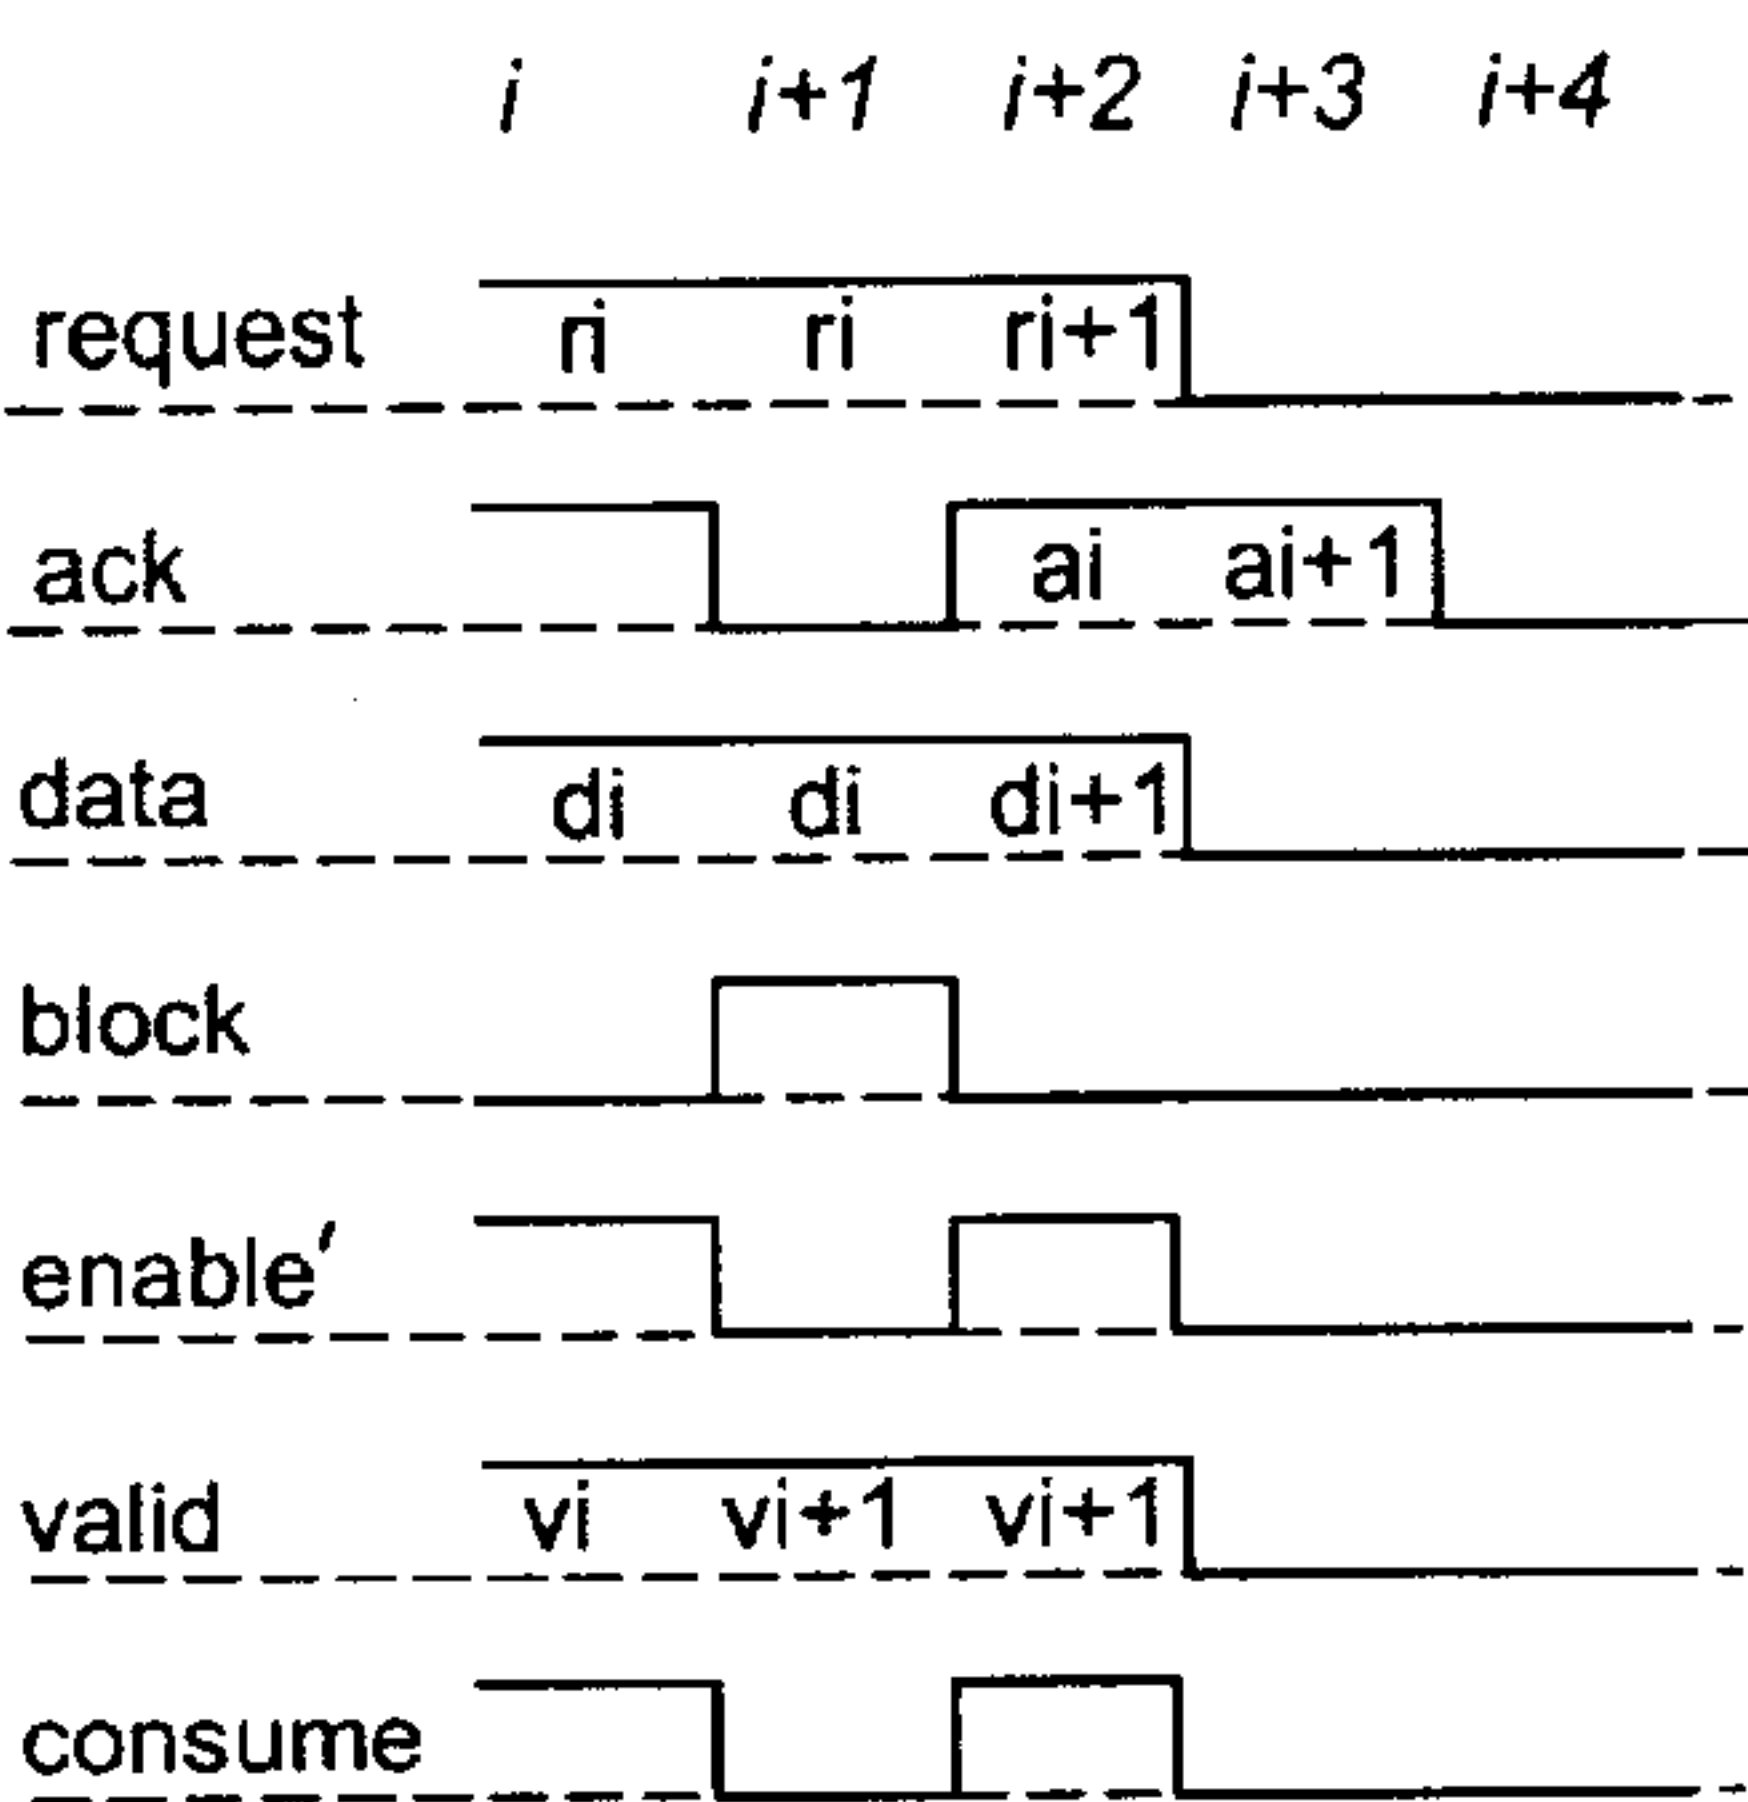 i i+1 i+2 i+3 i+4
request ri ri ri+1
ack ai ai+1
data di di di+1
block
enable′
valid vi vi+1 vi+1
consume